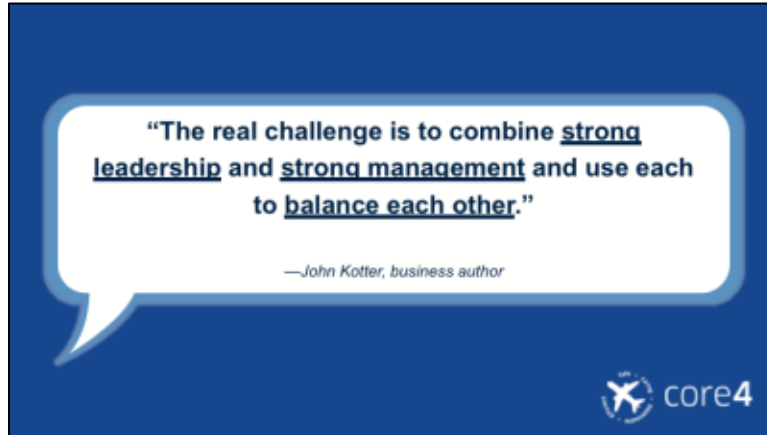 “The real challenge is to combine strong
leadership and strong management and use each
to balance each other.”
—John Kotter, business author
core4